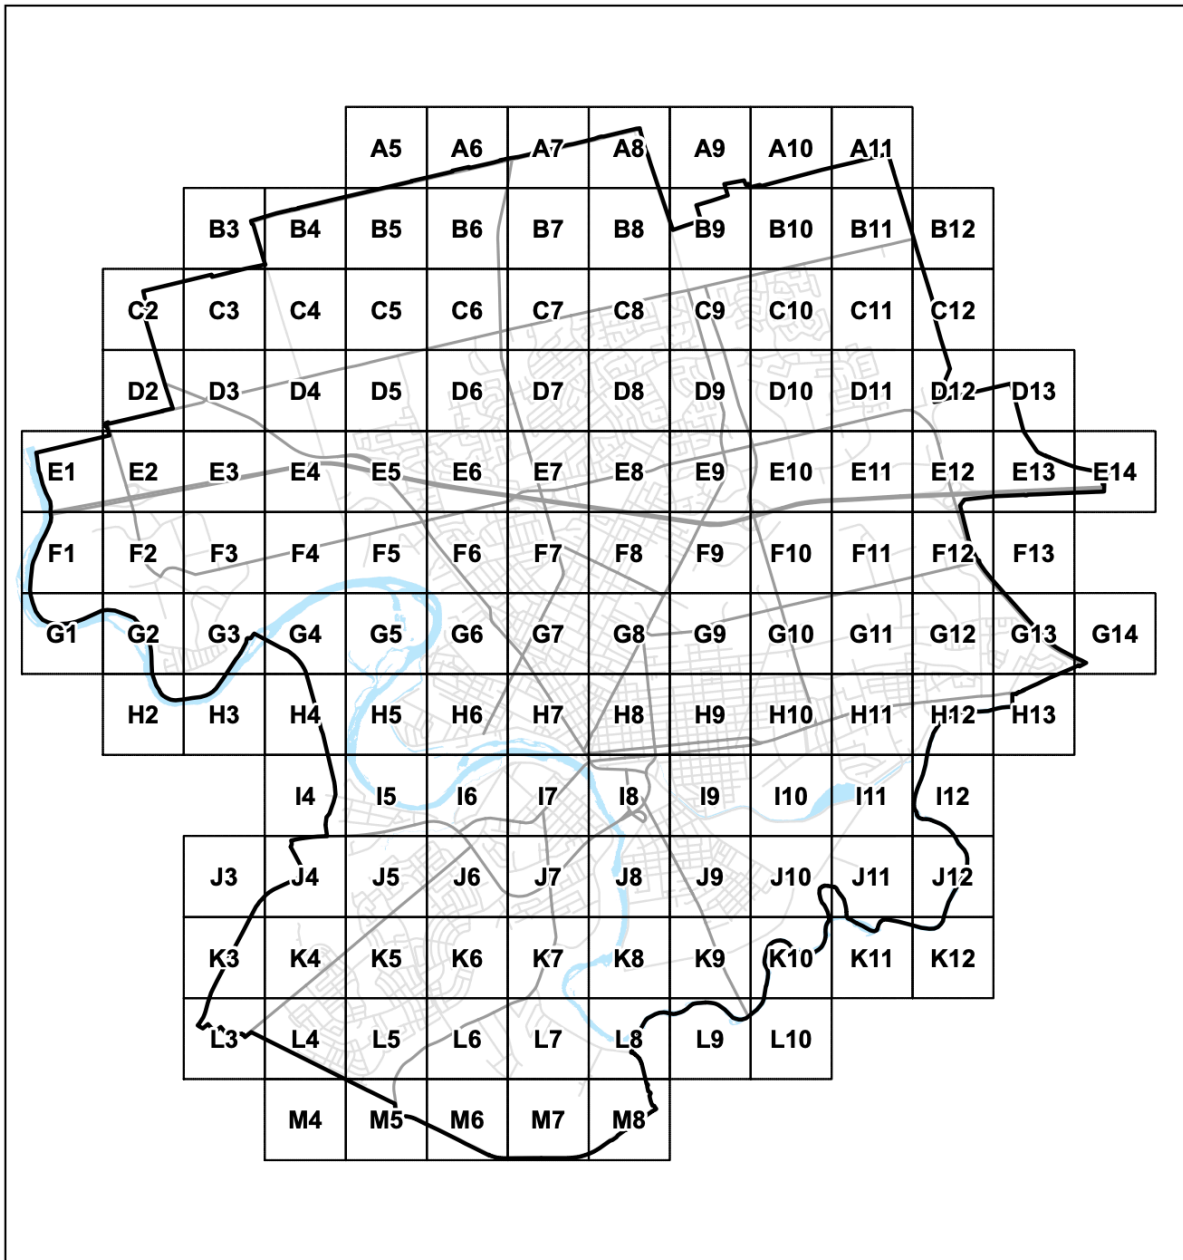 A5 A6 A7 A8 A9 A10 A11
B3 B4 B5 B6 B7 B8 B9 B10 B11 B12
C2 C3 C4 C5 C6 C7 C8 C9 C10 C11 C12
D2 D3 D4 D5 D6 D7 D8 D9 D10 D11 D12 D13
E1 E2 E3 E4 E5 E6 E7 E8 E9 E10 E11 E12 E13 E14
F1 F2 F3 F4 F5 F6 F7 F8 F9 F10 F11 F12 F13
G1 G2 G3 G4 G5 G6 G7 G8 G9 G10 G11 G12 G13 G14
H2 H3 H4 H5 H6 H7 H8 H9 H10 H11 H12 H13
I4 I5 I6 I7 I8 I9 I10 I11 I12
J3 J4 J5 J6 J7 J8 J9 J10 J11 J12
K3 K4 K5 K6 K7 K8 K9 K10 K11 K12
L3 L4 L5 L6 L7 L8 L9 L10
M4 M5 M6 M7 M8